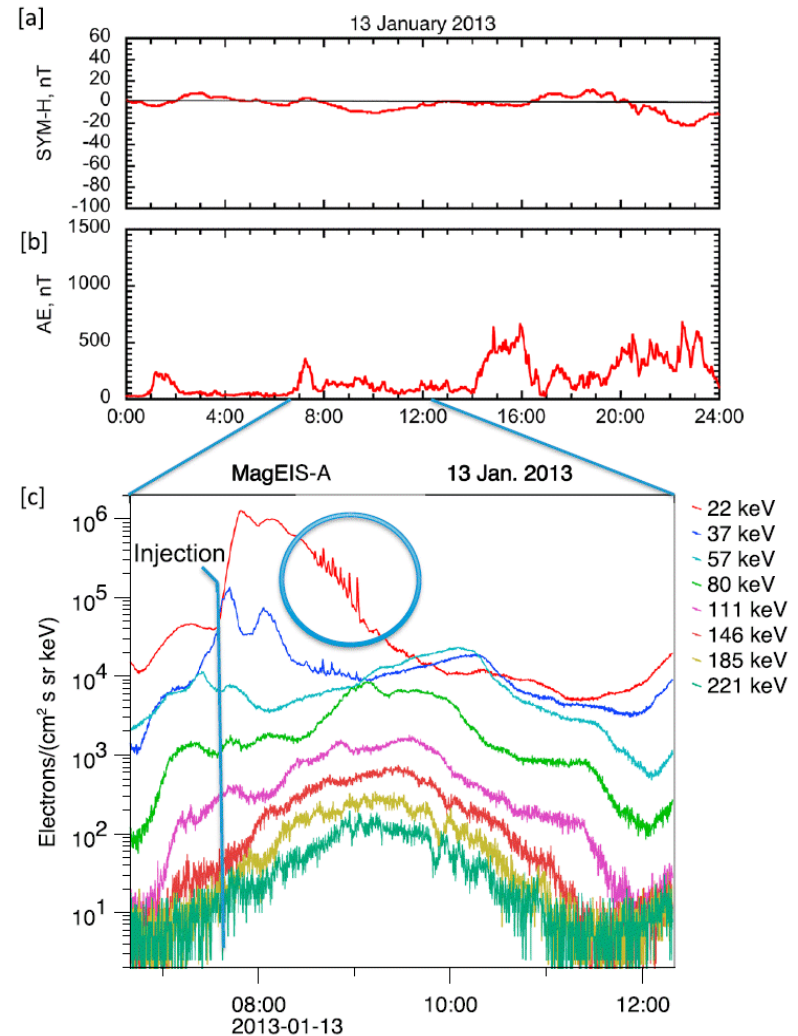 [a]
13 January 2013
60
40
20
0
-20
-40
-60
-80
-100
SYM-H, nT
[b]
1500
1000
500
0
AE, nT
0:00 4:00 8:00 12:00 16:00 20:00 24:00
MagEIS-A 13 Jan. 2013
[c]
Injection
10^6
10^5
10^4
10^3
10^2
10^1
Electrons/(cm² s sr keV)
22 keV
37 keV
57 keV
80 keV
111 keV
146 keV
185 keV
221 keV
08:00 10:00 12:00
2013-01-13